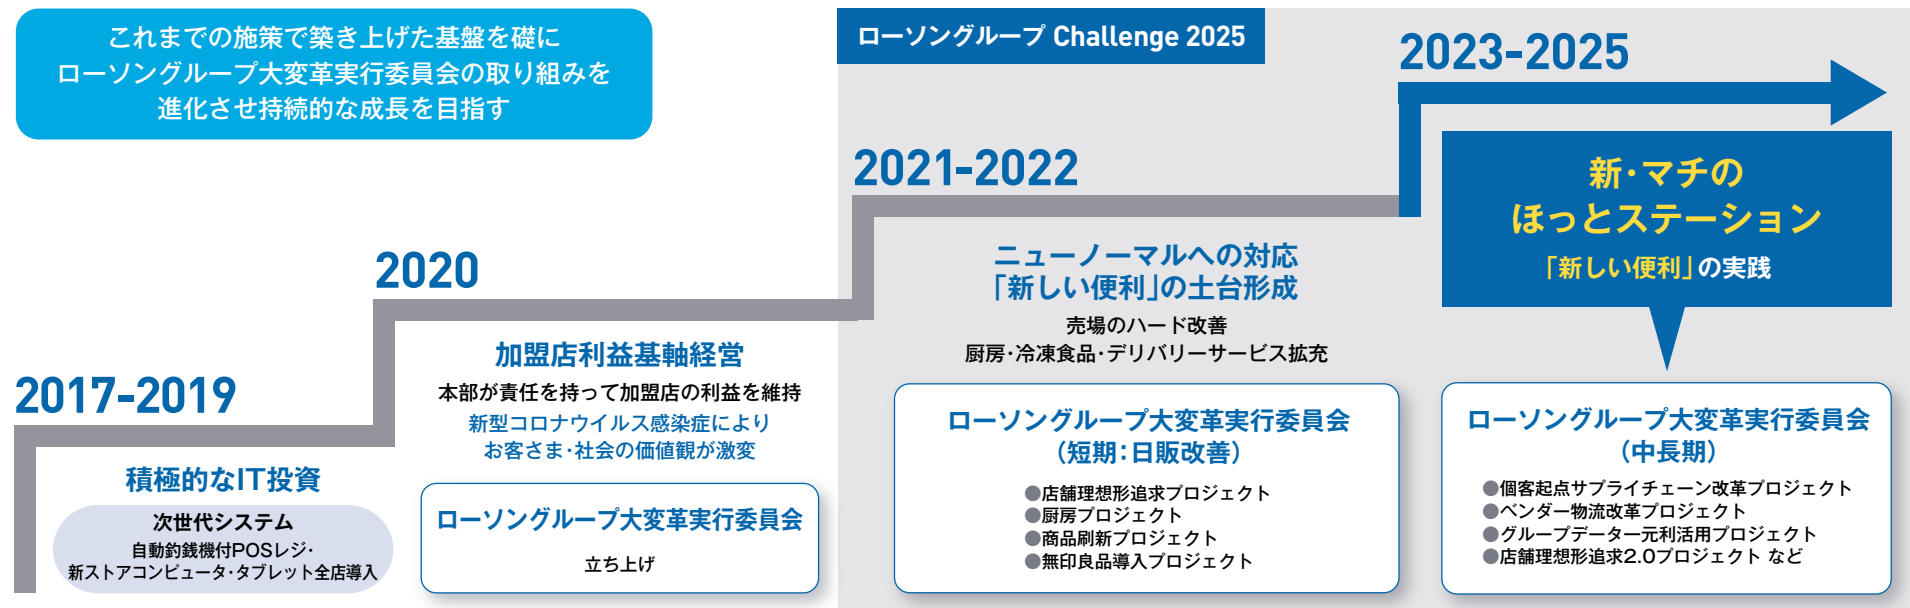 これまでの施策で築き上げた基盤を礎に
ローソングループ大変革実行委員会の取り組みを
進化させ持続的な成長を目指す
ローソングループ Challenge 2025
2017-2019
積極的なIT投資
次世代システム
自動釣銭機付POSレジ・
新ストアコンピュータ・タブレット全店導入
2020
加盟店利益基軸経営
本部が責任を持って加盟店の利益を維持
新型コロナウイルス感染症により
お客さま・社会の価値観が激変
ローソングループ大変革実行委員会
立ち上げ
2021-2022
ニューノーマルへの対応
「新しい便利」の土台形成
売場のハード改善
厨房・冷凍食品・デリバリーサービス拡充
ローソングループ大変革実行委員会
（短期：日販改善）
●店舗理想形追求プロジェクト
●厨房プロジェクト
●商品刷新プロジェクト
●無印良品導入プロジェクト
2023-2025
新・マチの
ほっとステーション
「新しい便利」の実践
ローソングループ大変革実行委員会
（中長期）
●個客起点サプライチェーン改革プロジェクト
●ベンダー物流改革プロジェクト
●グループデータ一元利活用プロジェクト
●店舗理想形追求2.0プロジェクト など